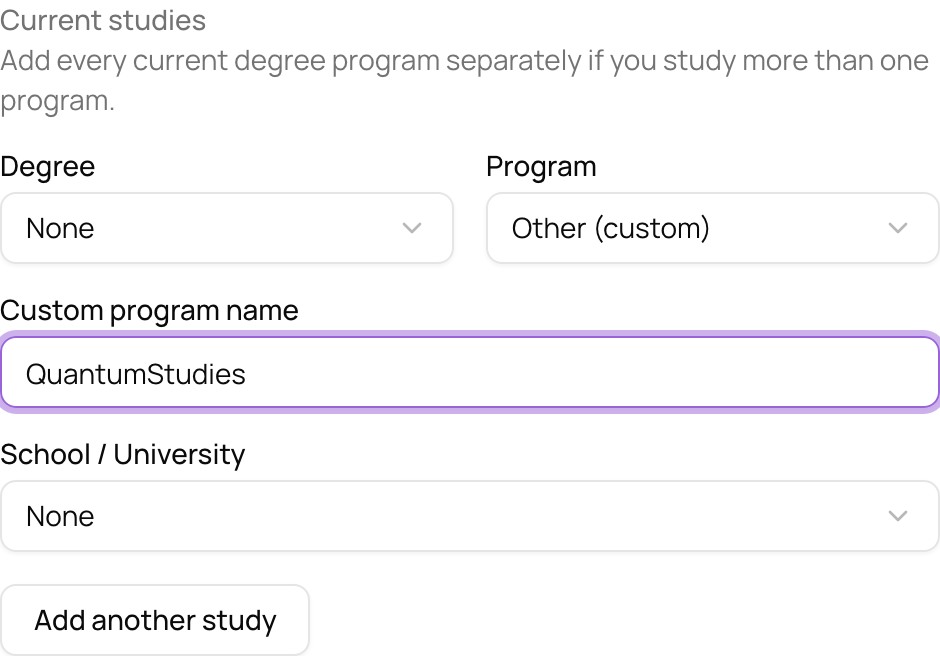 Current studies
Add every current degree program separately if you study more than one
program.
Degree
Program
None
Other (custom)
Custom program name
QuantumStudies
School / University
None
Add another study